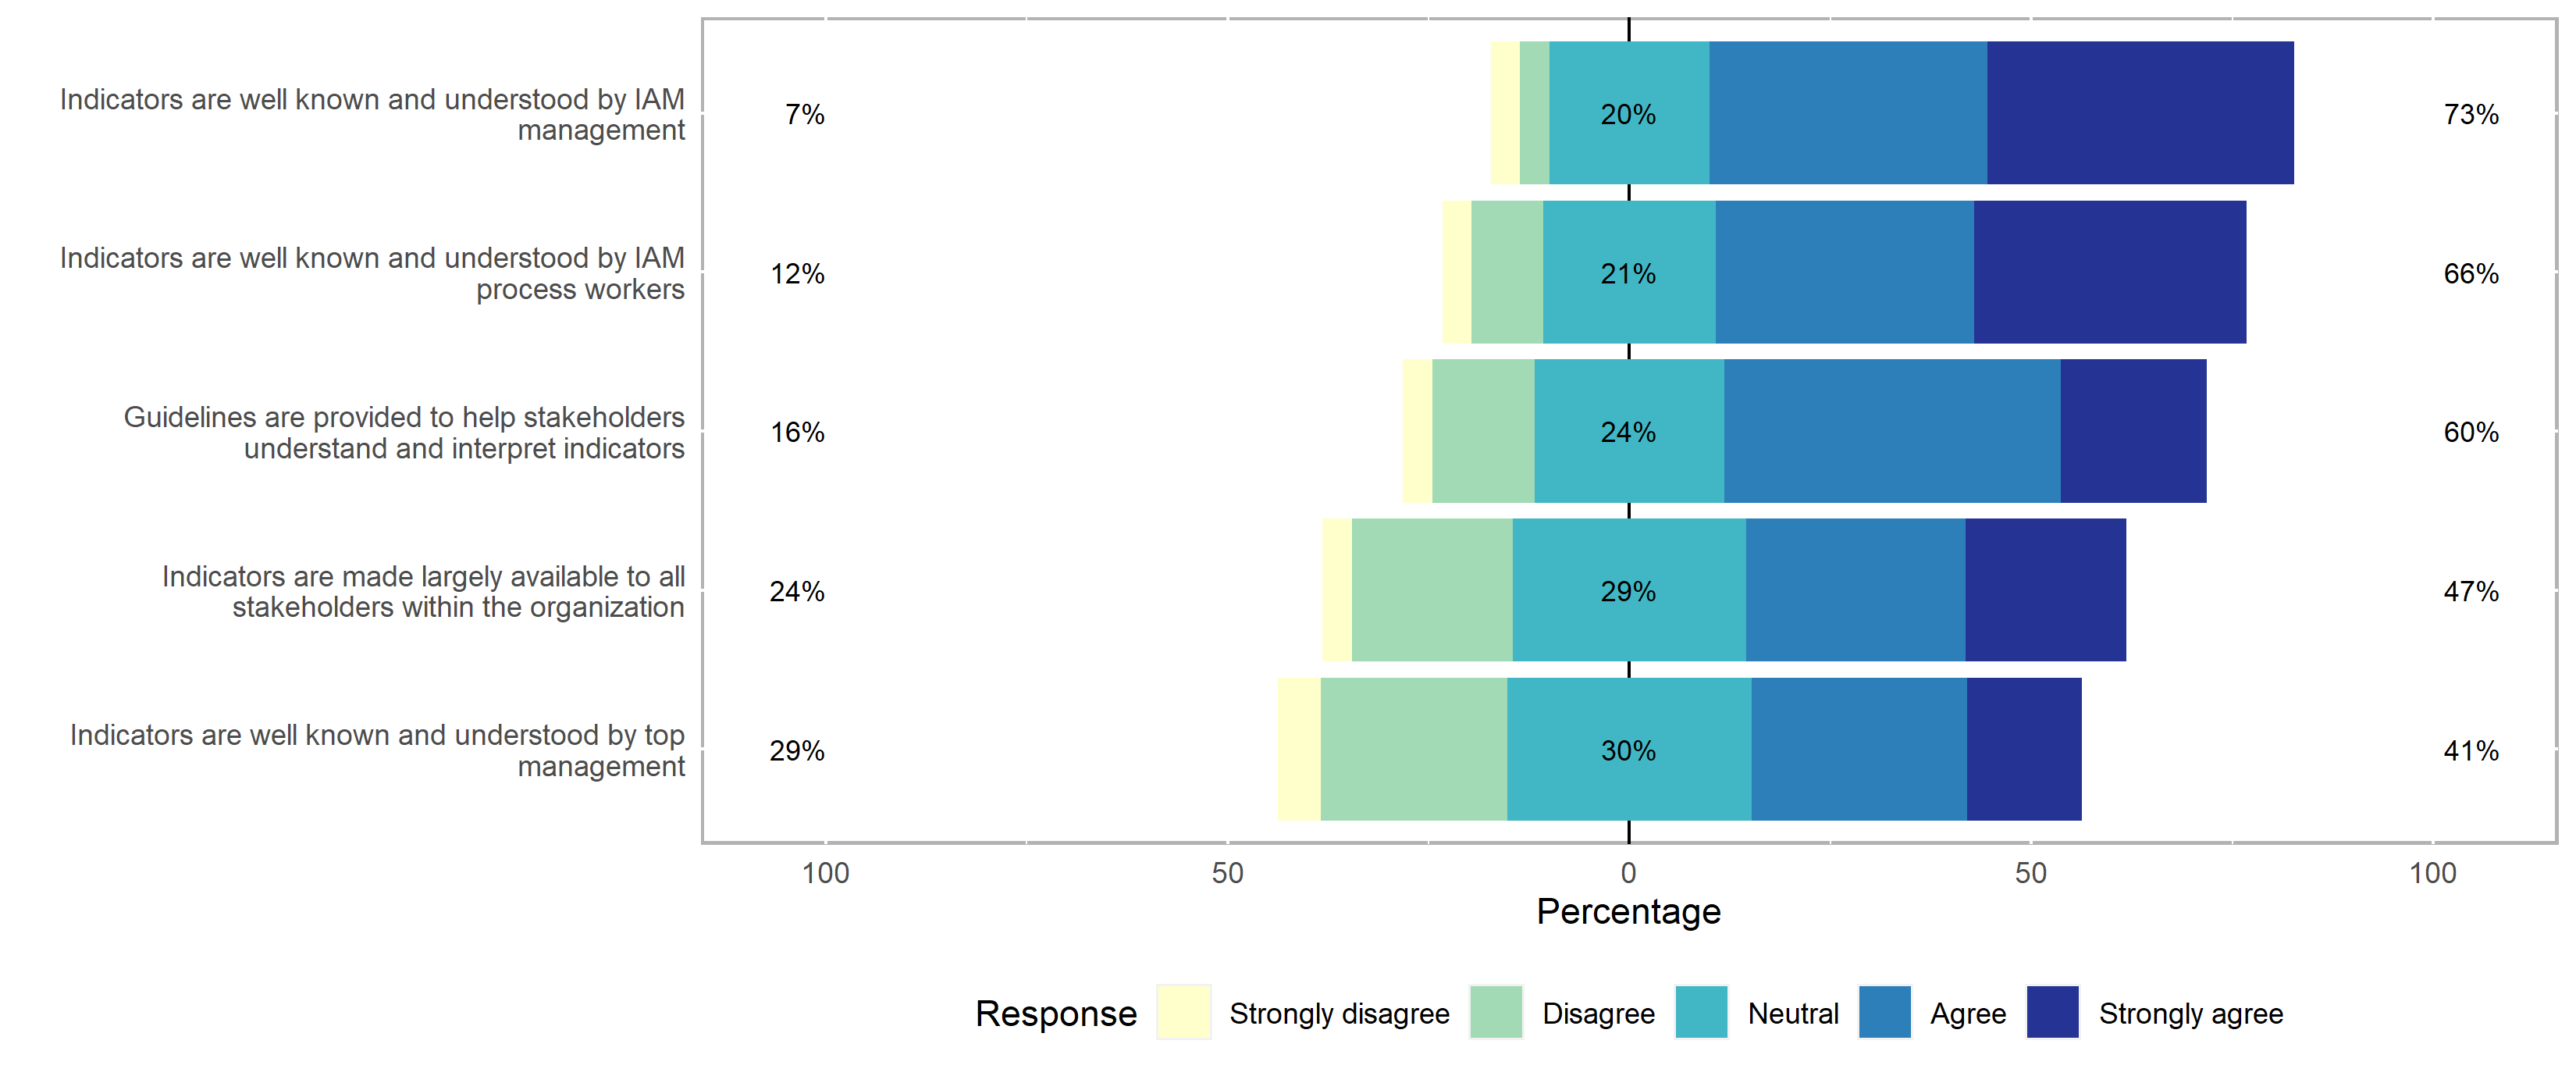 Indicators are well known and understood by IAM
management
7%
20%
73%
Indicators are well known and understood by IAM
process workers
12%
21%
66%
Guidelines are provided to help stakeholders
understand and interpret indicators
16%
24%
60%
Indicators are made largely available to all
stakeholders within the organization
24%
29%
47%
Indicators are well known and understood by top
management
29%
30%
41%
100 50 0 50 100
Percentage
Response Strongly disagree Disagree Neutral Agree Strongly agree